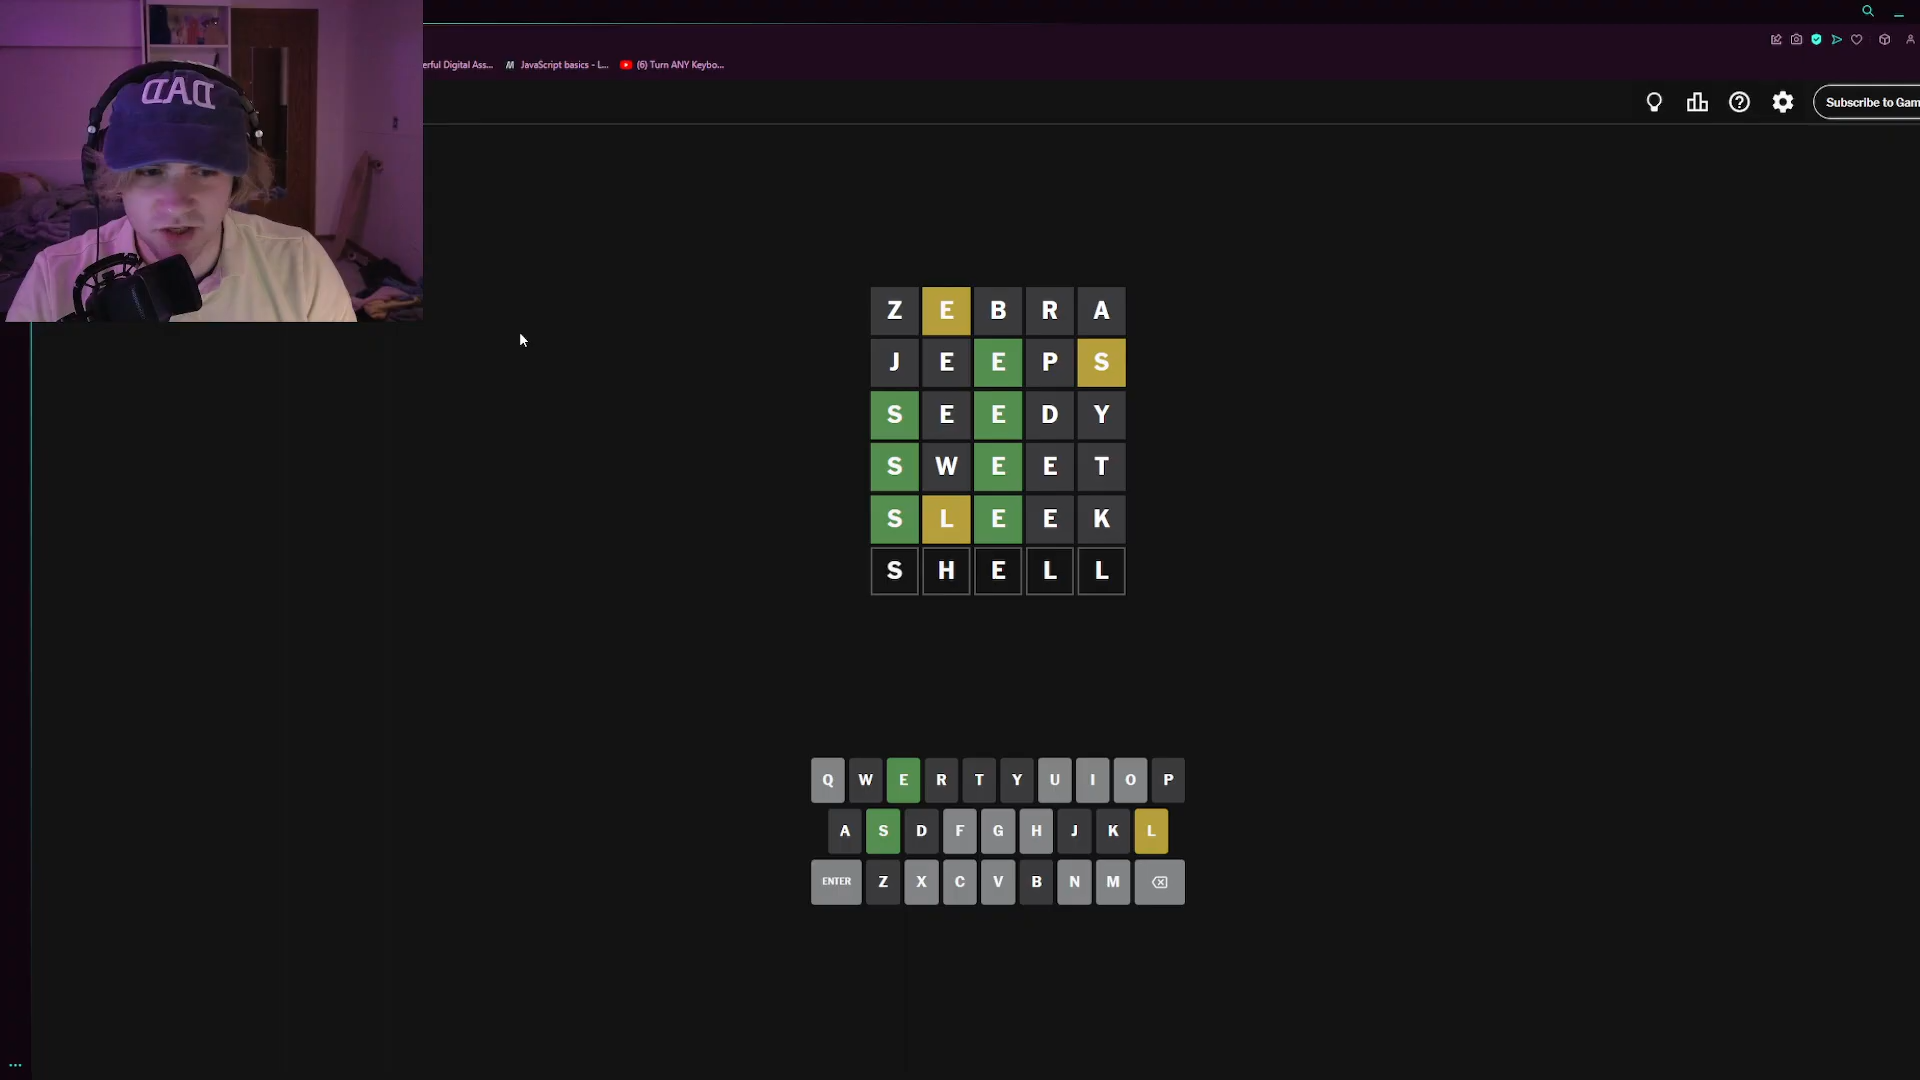 DAD
erful Digital Ass...
JavaScript basics - L...
(6) Turn ANY Keybo...
Subscribe to Gam
Z E B R A
J E E P S
S E E D Y
S W E E T
S L E E K
S H E L L
Q W E R T Y U I O P
A S D F G H J K L
ENTER Z X C V B N M